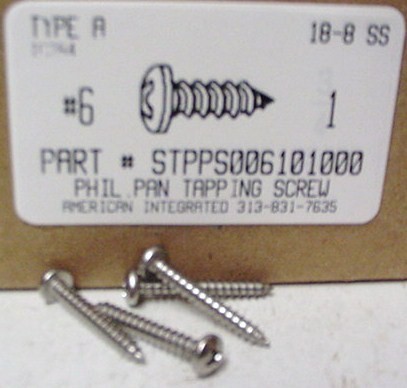 TYPE A
18-8 SS
#6
1
PART # STPPS006101000
PHIL.PAN TAPPING SCREW
AMERICAN INTEGRATED 313-831-7635